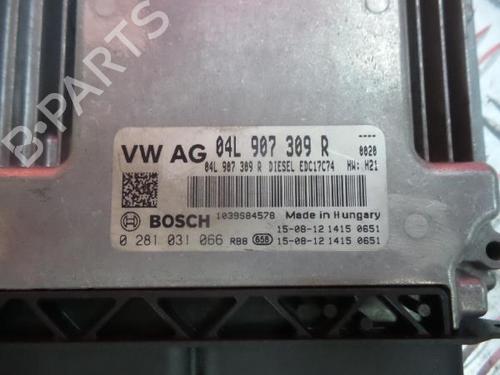 B-PARTS
VW AG 04L 907 309 R ----
04L 907 309 R DIESEL EDC17C74 0020
HW: H21
BOSCH 1039S84578 Made in Hungary
15-08-12 1415 0651
0 281 031 066 RBB 658 15-08-12 1415 0651